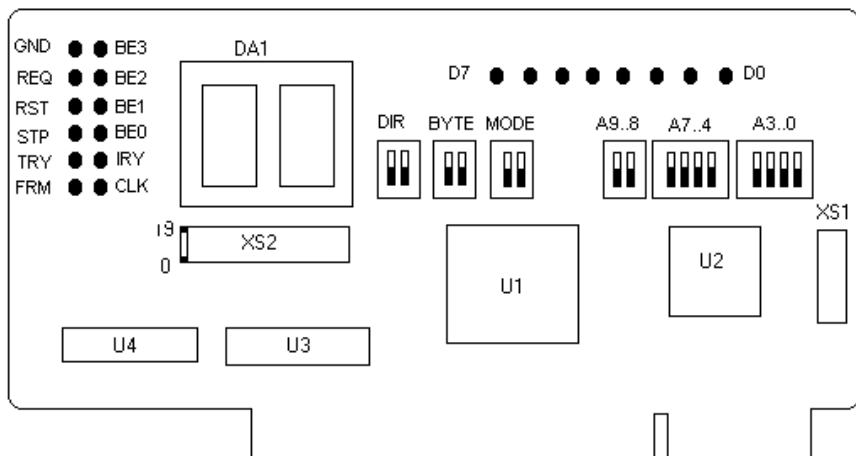 GND BE3
REQ BE2
RST BE1
STP BE0
TRY IRY
FRM CLK
DA1
D7 D0
DIR BYTE MODE A9..8 A7..4 A3..0
XS1
19
0
XS2
U1
U2
U4
U3